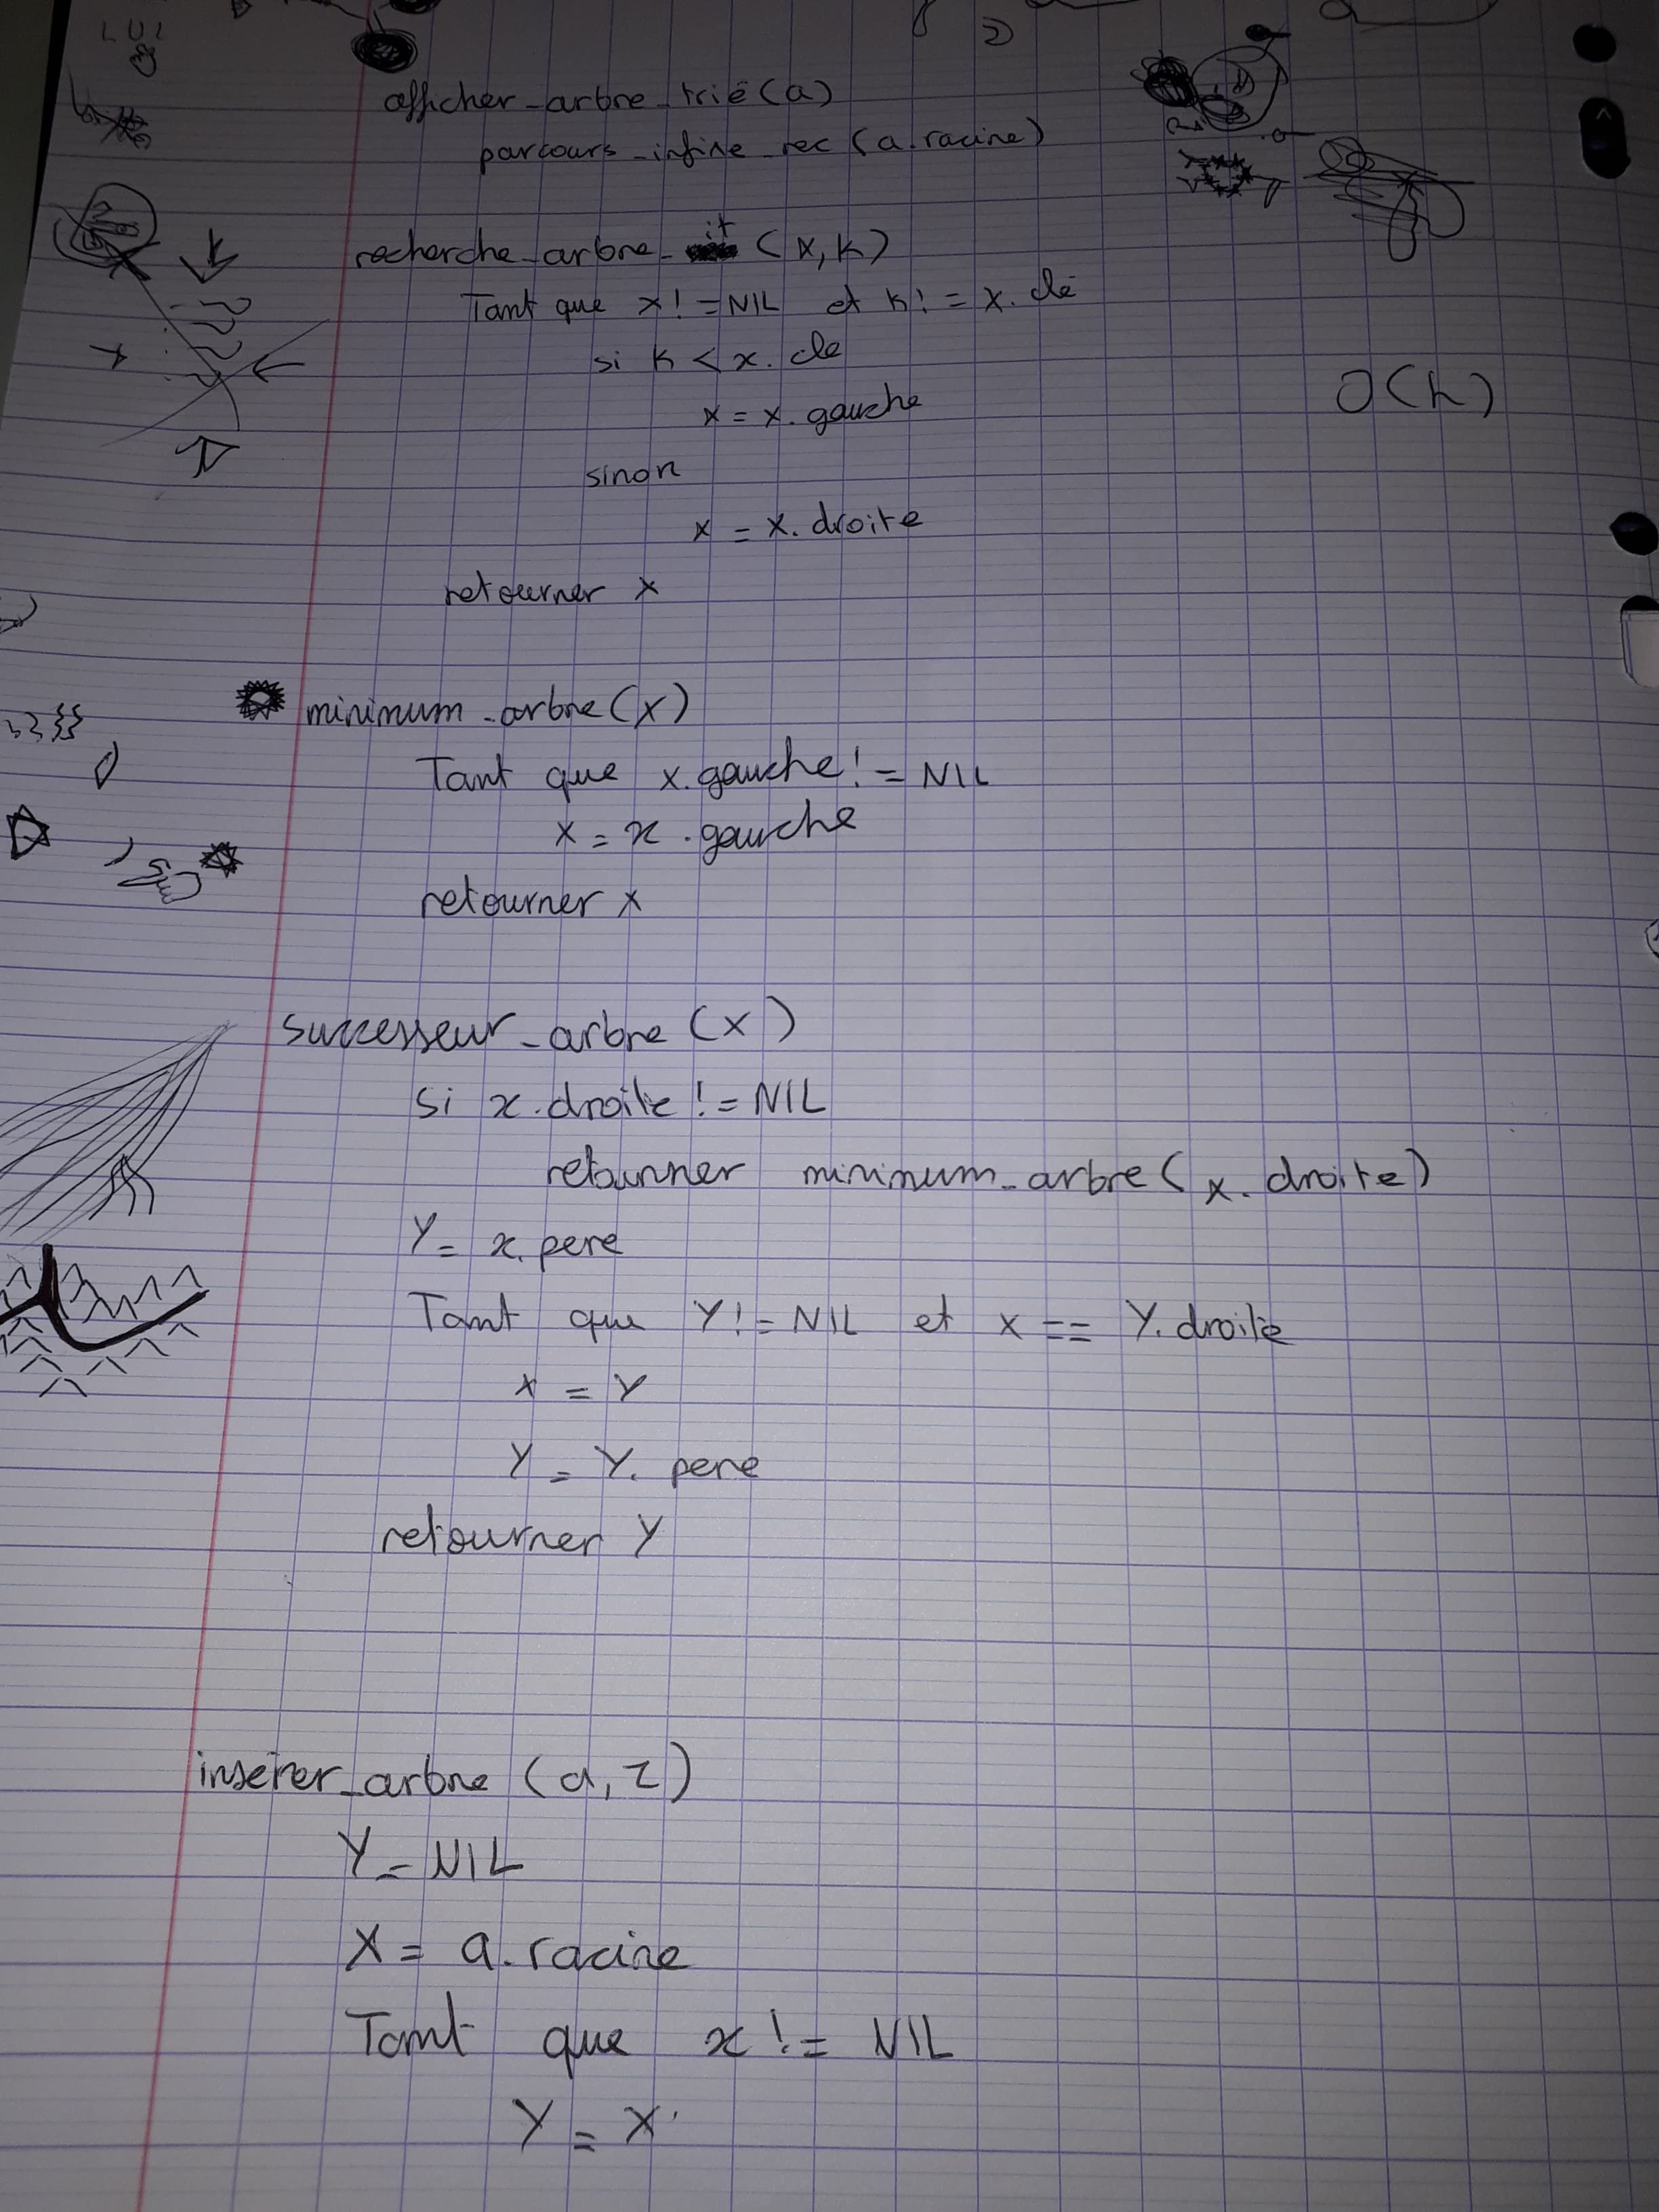 LUI
afficher_arbre_trié(a)
parcours_infixe_rec(a.racine)
recherche_arbre_it(x,k)
Tant que x!=NIL et k!=x.clé
si k<x.cle
x=x.gauche
O(h)
sinon
x=x.droite
retourner x
minimum_arbre(x)
Tant que x.gauche!=NIL
x=x.gauche
retourner x
successeur_arbre(x)
si x.droite!=NIL
retourner minimum_arbre(x.droite)
Y=x.pere
Tant que Y!=NIL et x==Y.droite
x=Y
Y=Y.pere
retourner Y
inserer_arbre(a,z)
Y=NIL
X=a.racine
Tant que x!=NIL
Y=X